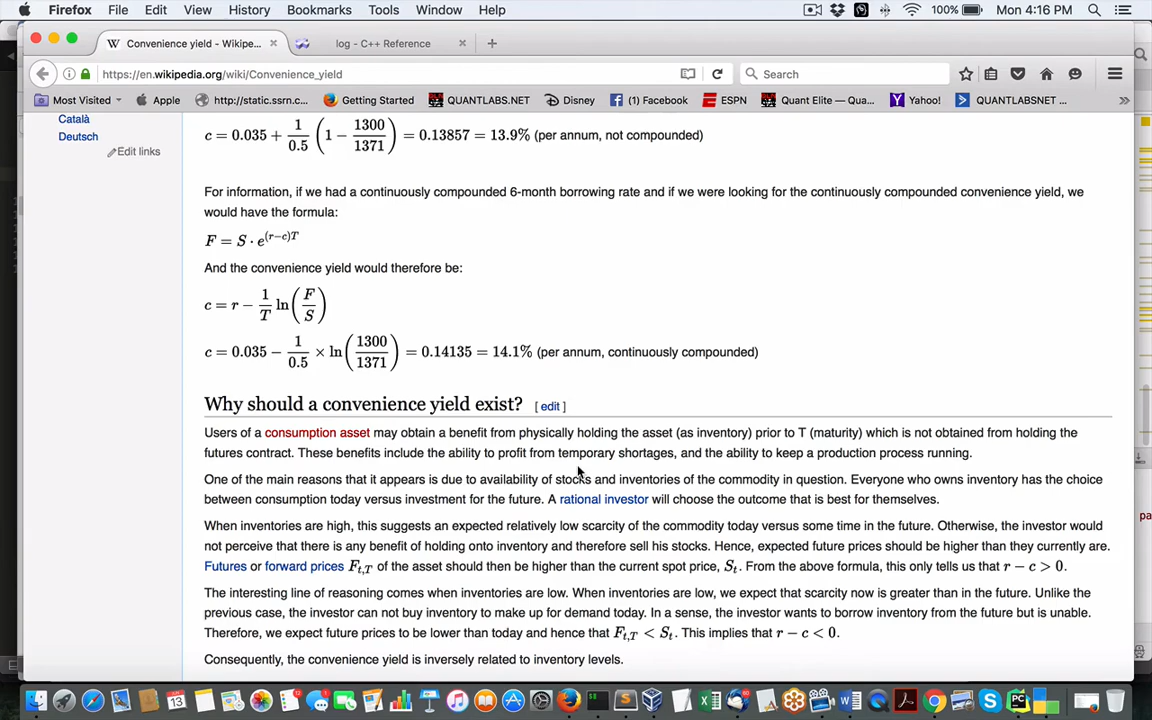 Firefox File Edit View History Bookmarks Tools Window Help 100% Mon 4:16 PM
W Convenience yield - Wikipe... × log - C++ Reference × +
https://en.wikipedia.org/wiki/Convenience_yield Search
Most Visited Apple http://static.ssrn.c... Getting Started QUANTLABS.NET Disney (1) Facebook ESPN Quant Elite — Qua... Yahoo! QUANTLABSNET ... »
Català
Deutsch
Edit links
c = 0.035 + 1/0.5 (1 − 1300/1371) = 0.13857 = 13.9% (per annum, not compounded)
For information, if we had a continuously compounded 6-month borrowing rate and if we were looking for the continuously compounded convenience yield, we
would have the formula:
F = S · e^(r−c)T
And the convenience yield would therefore be:
c = r − 1/T ln(F/S)
c = 0.035 − 1/0.5 × ln(1300/1371) = 0.14135 = 14.1% (per annum, continuously compounded)
Why should a convenience yield exist? [ edit ]
Users of a consumption asset may obtain a benefit from physically holding the asset (as inventory) prior to T (maturity) which is not obtained from holding the
futures contract. These benefits include the ability to profit from temporary shortages, and the ability to keep a production process running.
One of the main reasons that it appears is due to availability of stocks and inventories of the commodity in question. Everyone who owns inventory has the choice
between consumption today versus investment for the future. A rational investor will choose the outcome that is best for themselves.
When inventories are high, this suggests an expected relatively low scarcity of the commodity today versus some time in the future. Otherwise, the investor would
not perceive that there is any benefit of holding onto inventory and therefore sell his stocks. Hence, expected future prices should be higher than they currently are.
Futures or forward prices F_t,T of the asset should then be higher than the current spot price, S_t. From the above formula, this only tells us that r − c > 0.
The interesting line of reasoning comes when inventories are low. When inventories are low, we expect that scarcity now is greater than in the future. Unlike the
previous case, the investor can not buy inventory to make up for demand today. In a sense, the investor wants to borrow inventory from the future but is unable.
Therefore, we expect future prices to be lower than today and hence that F_t,T < S_t. This implies that r − c < 0.
Consequently, the convenience yield is inversely related to inventory levels.
pa